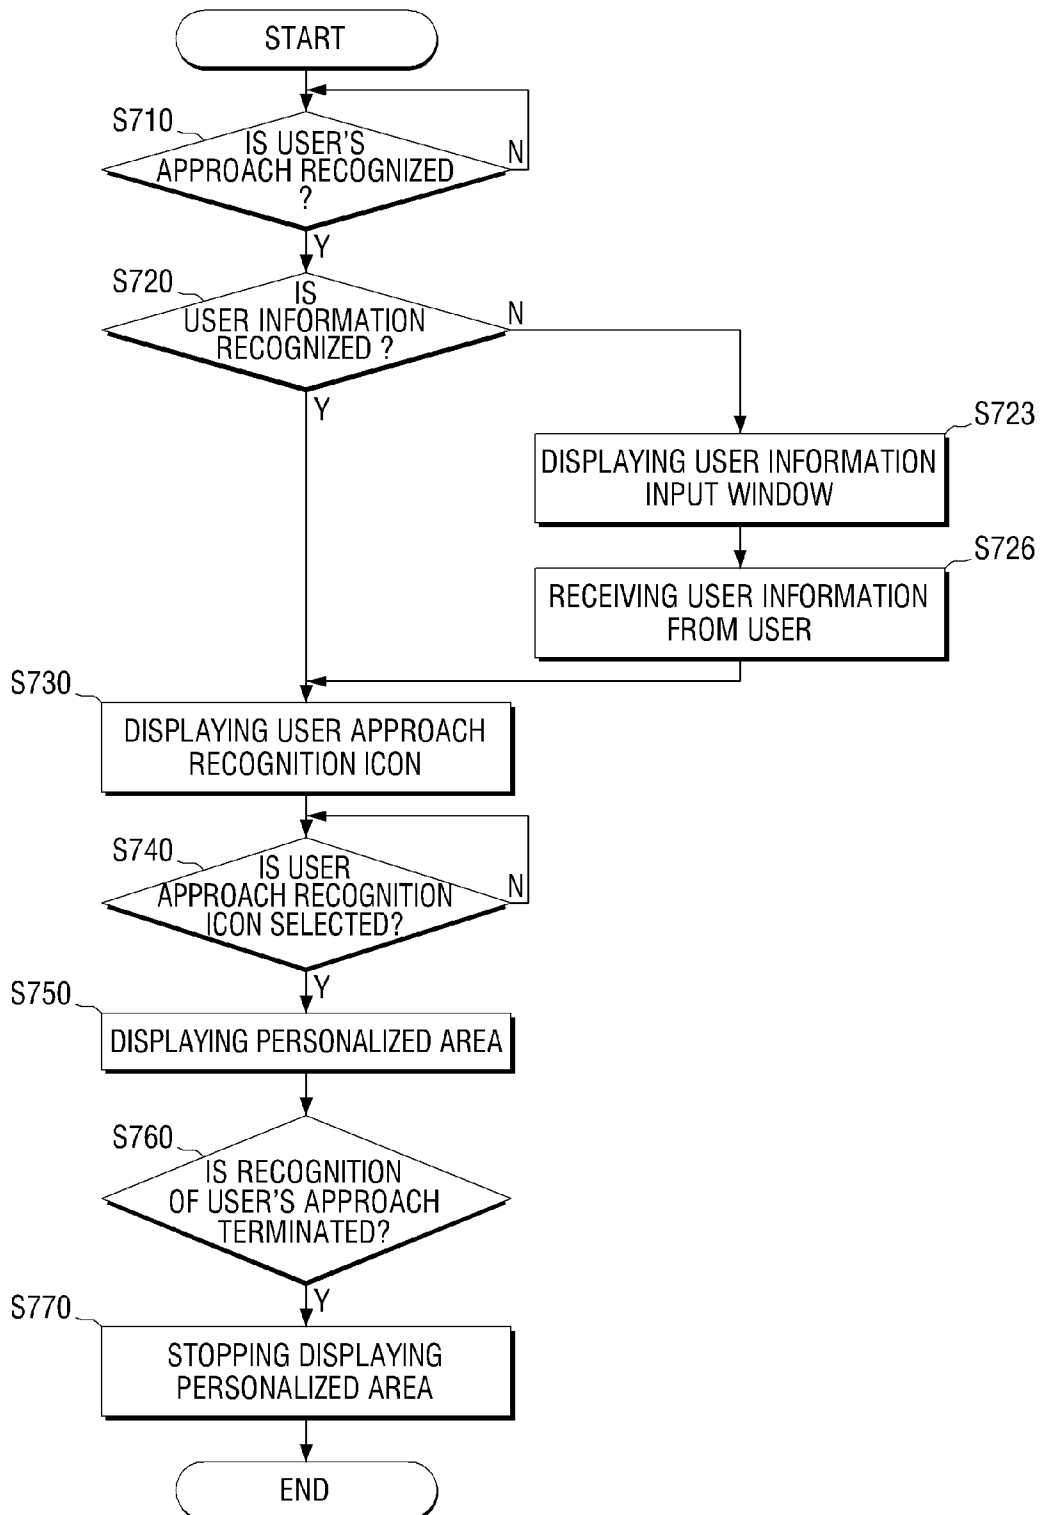 START
S710
IS USER'S
APPROACH RECOGNIZED
?
N
Y
S720
IS
USER INFORMATION
RECOGNIZED ?
N
Y
S723
DISPLAYING USER INFORMATION
INPUT WINDOW
S726
RECEIVING USER INFORMATION
FROM USER
S730
DISPLAYING USER APPROACH
RECOGNITION ICON
S740
IS USER
APPROACH RECOGNITION
ICON SELECTED?
N
Y
S750
DISPLAYING PERSONALIZED AREA
S760
IS RECOGNITION
OF USER'S APPROACH
TERMINATED?
Y
S770
STOPPING DISPLAYING
PERSONALIZED AREA
END